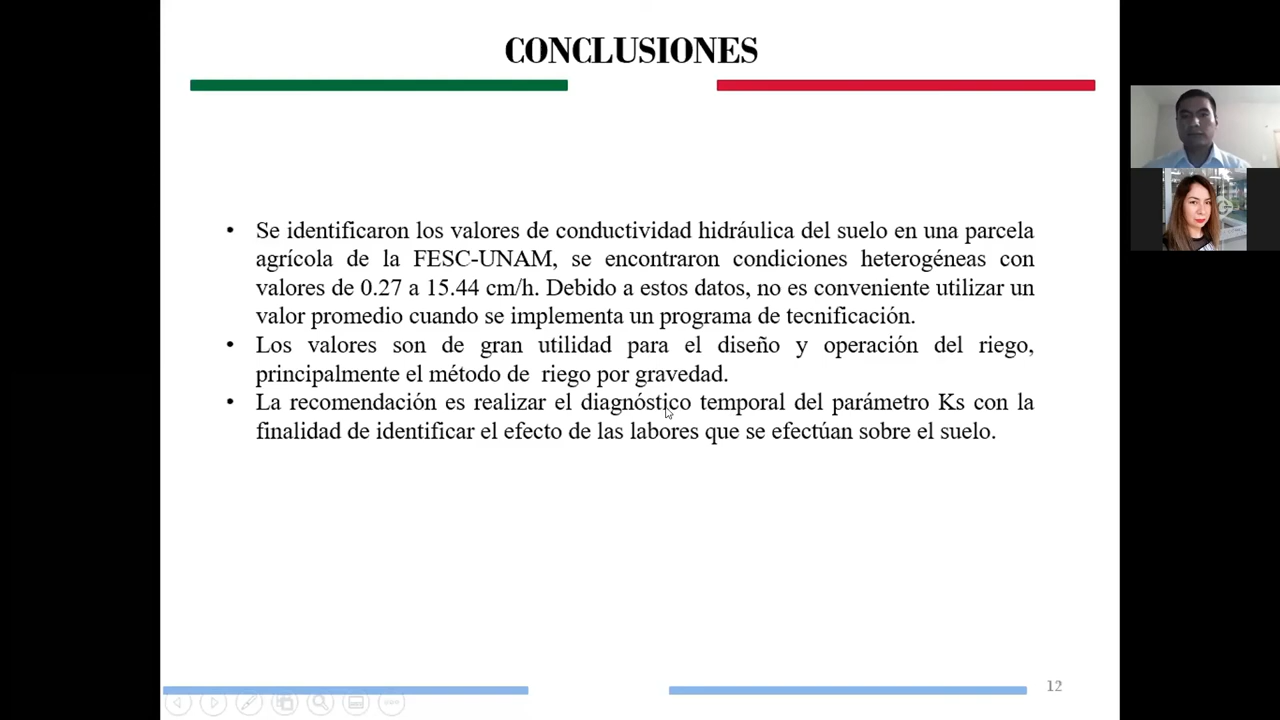 CONCLUSIONES
• Se identificaron los valores de conductividad hidráulica del suelo en una parcela
agrícola de la FESC-UNAM, se encontraron condiciones heterogéneas con
valores de 0.27 a 15.44 cm/h. Debido a estos datos, no es conveniente utilizar un
valor promedio cuando se implementa un programa de tecnificación.
• Los valores son de gran utilidad para el diseño y operación del riego,
principalmente el método de riego por gravedad.
• La recomendación es realizar el diagnóstico temporal del parámetro Ks con la
finalidad de identificar el efecto de las labores que se efectúan sobre el suelo.
12